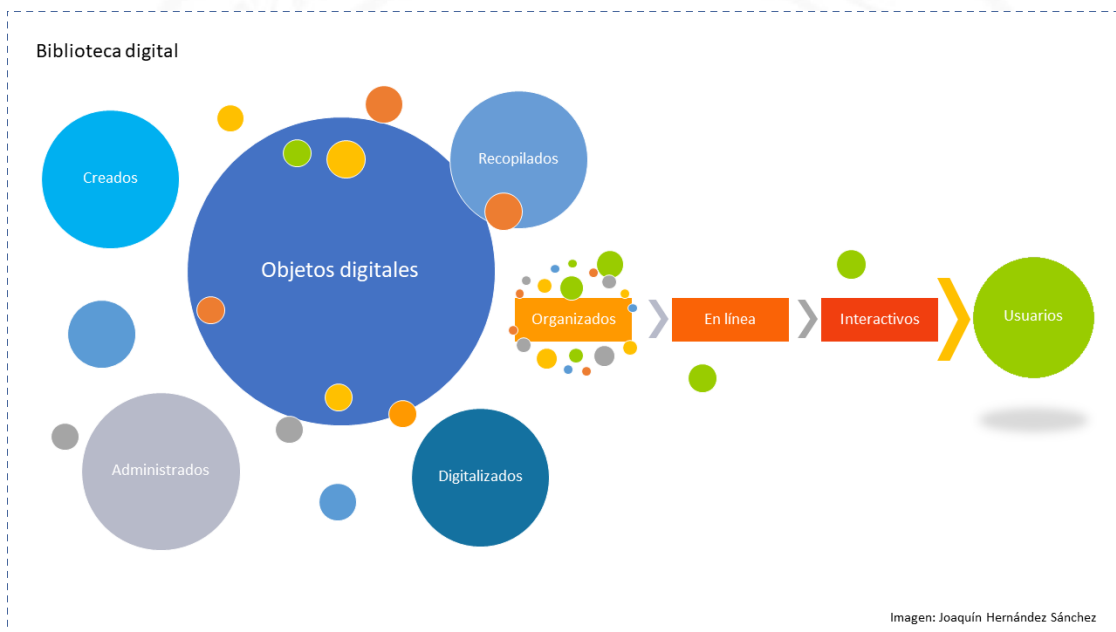 Biblioteca digital
Creados
Recopilados
Objetos digitales
Organizados
En línea
Interactivos
Usuarios
Administrados
Digitalizados
Imagen: Joaquín Hernández Sánchez